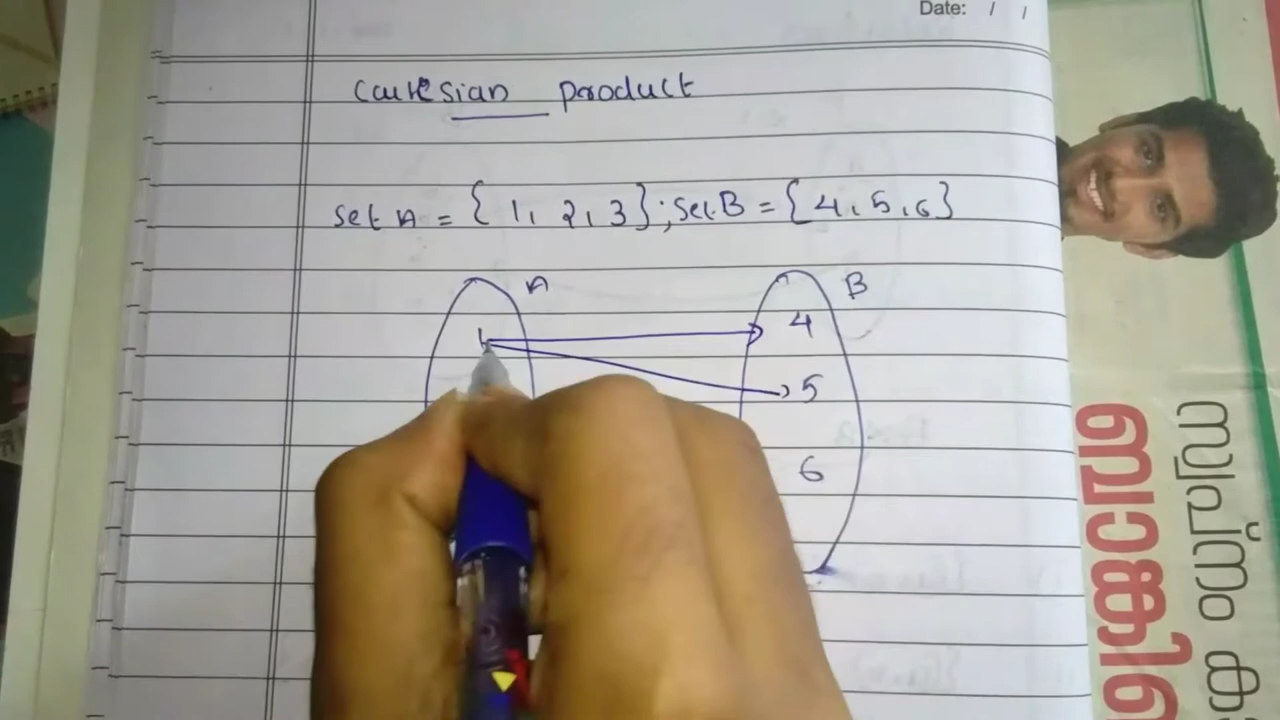 Date: / /
Cartesian product
Set A = { 1, 2, 3 } ; Set B = { 4, 5, 6 }
A B
1 4
5
6